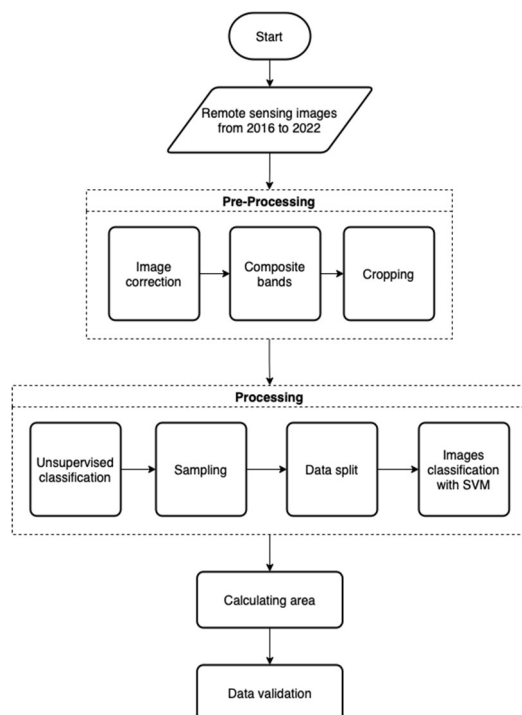 Start
Remote sensing images
from 2016 to 2022
Pre-Processing
Image
correction
Composite
bands
Cropping
Processing
Unsupervised
classification
Sampling
Data split
Images
classification
with SVM
Calculating area
Data validation